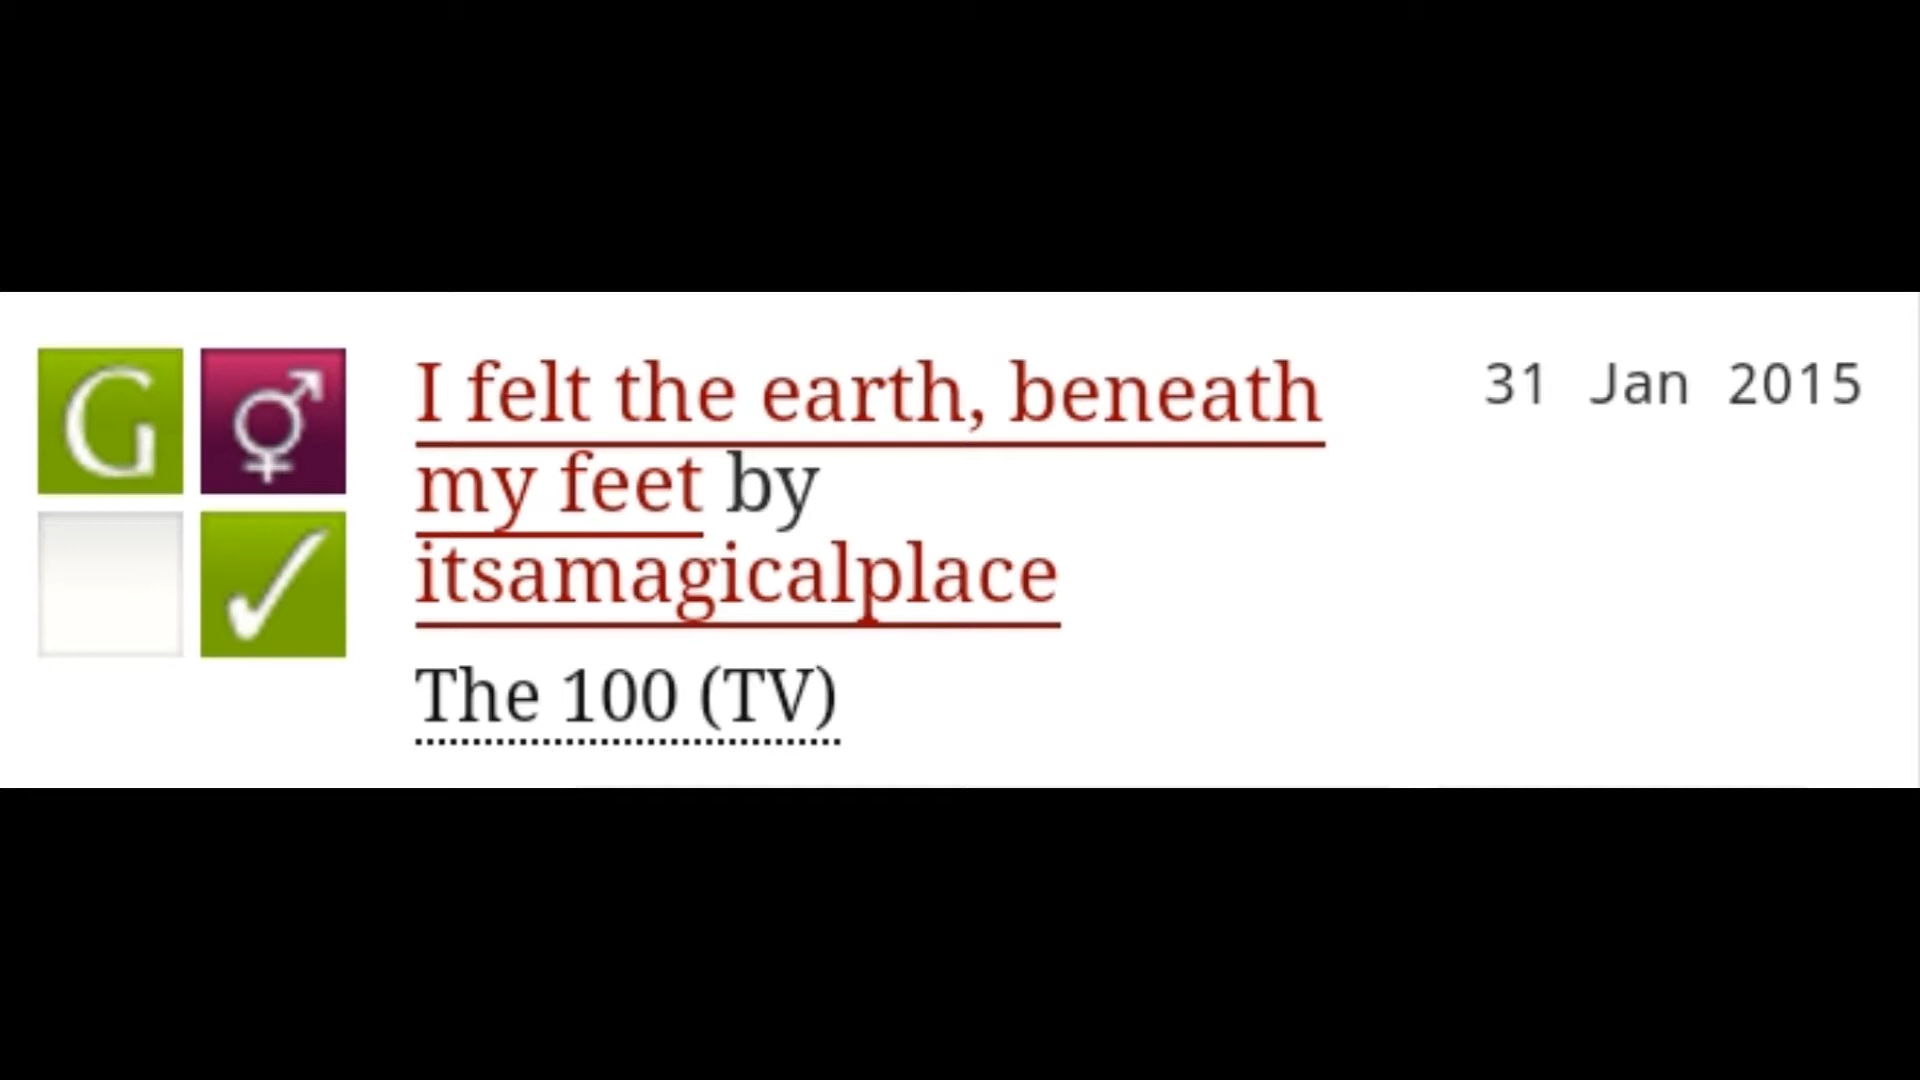 G
I felt the earth, beneath
my feet by
itsamagicalplace
The 100 (TV)
31 Jan 2015